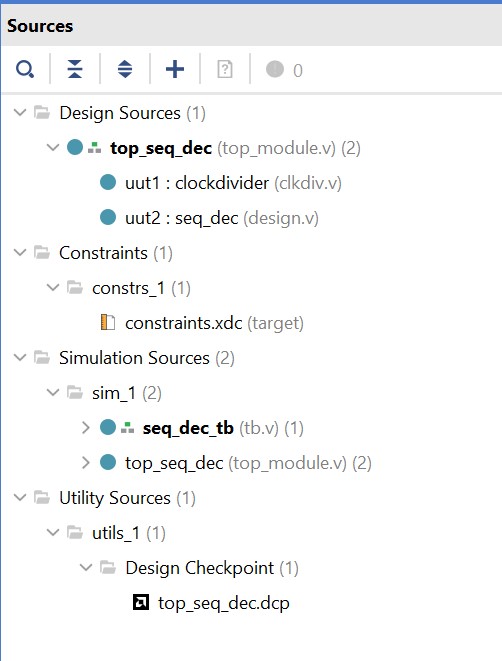 Sources
0
Design Sources (1)
top_seq_dec (top_module.v) (2)
uut1 : clockdivider (clkdiv.v)
uut2 : seq_dec (design.v)
Constraints (1)
constrs_1 (1)
constraints.xdc (target)
Simulation Sources (2)
sim_1 (2)
seq_dec_tb (tb.v) (1)
top_seq_dec (top_module.v) (2)
Utility Sources (1)
utils_1 (1)
Design Checkpoint (1)
top_seq_dec.dcp